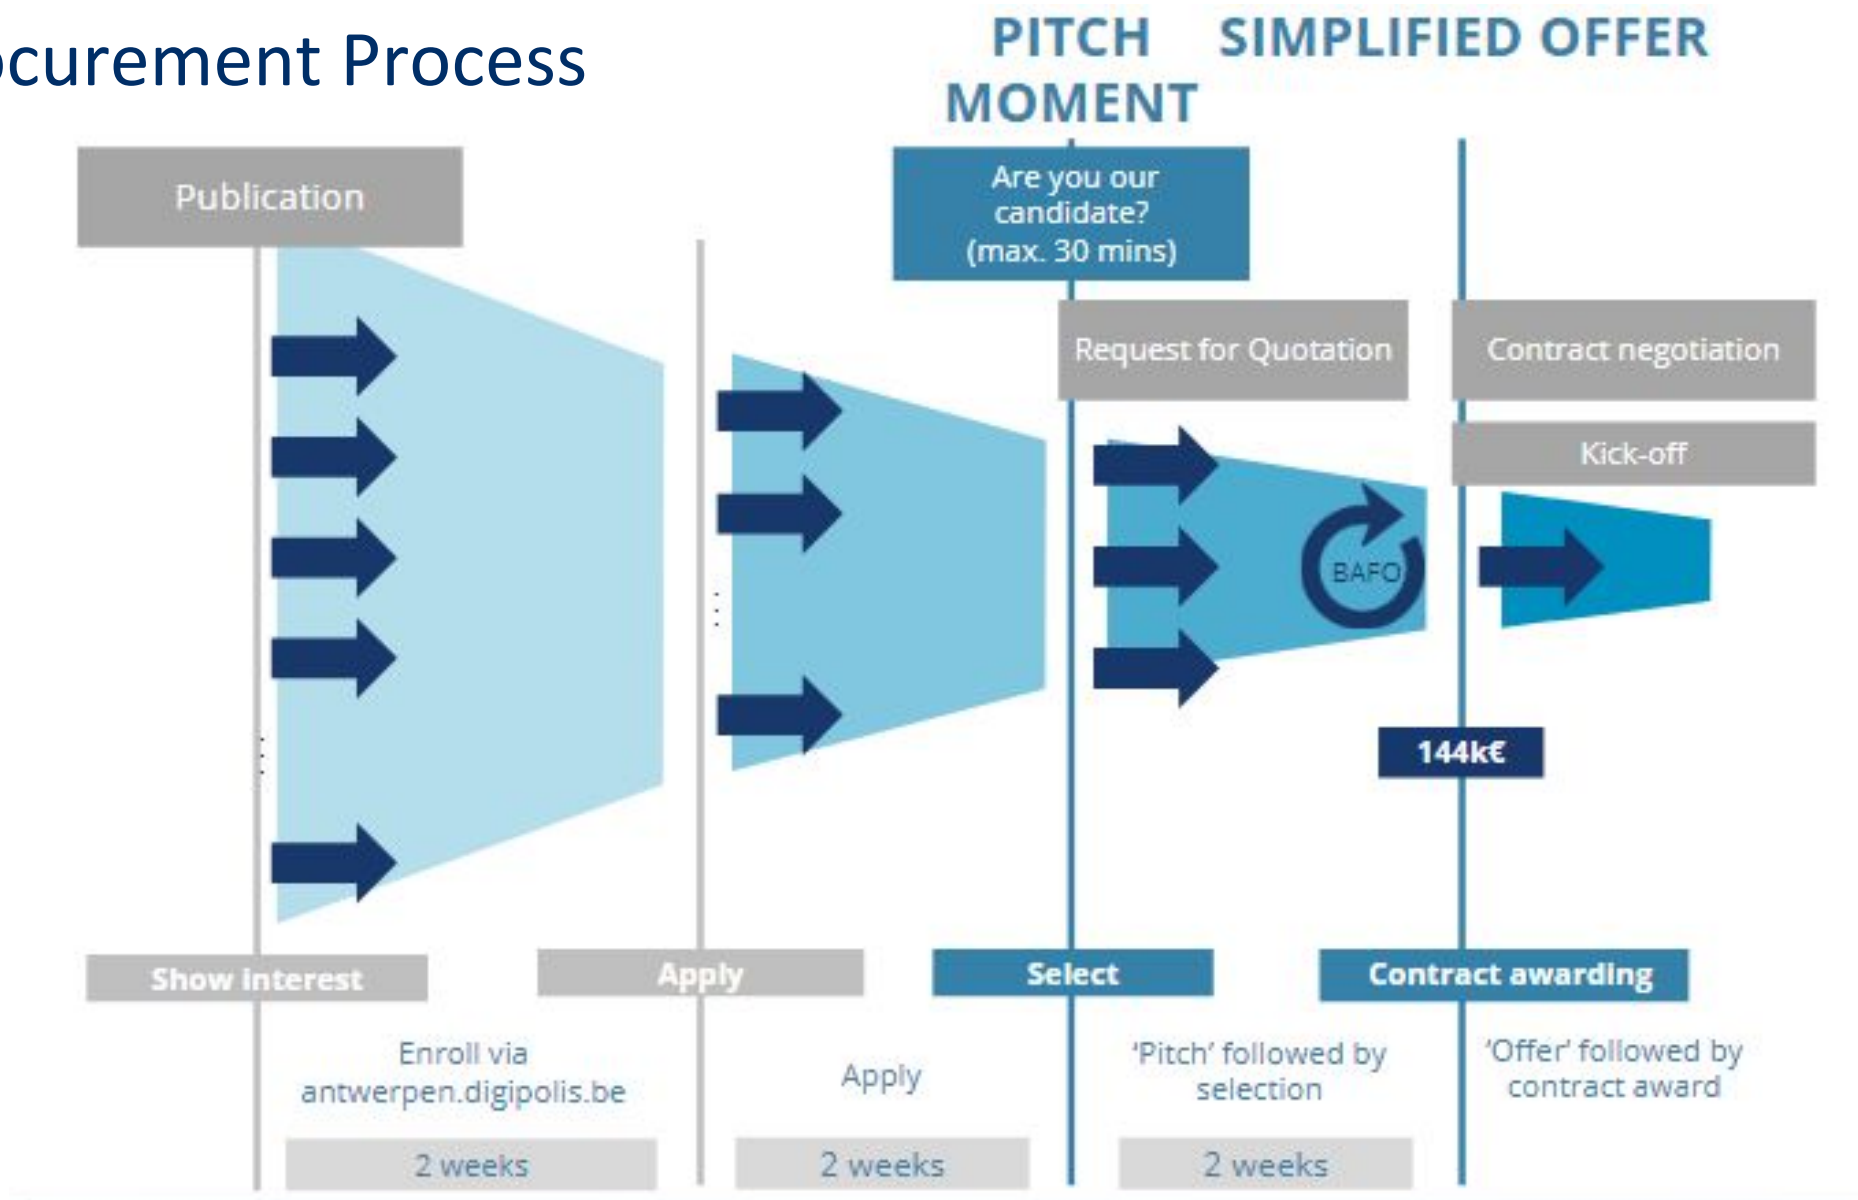 ocurement Process
PITCH
MOMENT
SIMPLIFIED OFFER
Publication
Are you our
candidate?
(max. 30 mins)
Request for Quotation
Contract negotiation
Kick-off
BAFO
144k€
Show interest
Apply
Select
Contract awarding
Enroll via
antwerpen.digipolis.be
Apply
‘Pitch’ followed by
selection
‘Offer’ followed by
contract award
2 weeks
2 weeks
2 weeks